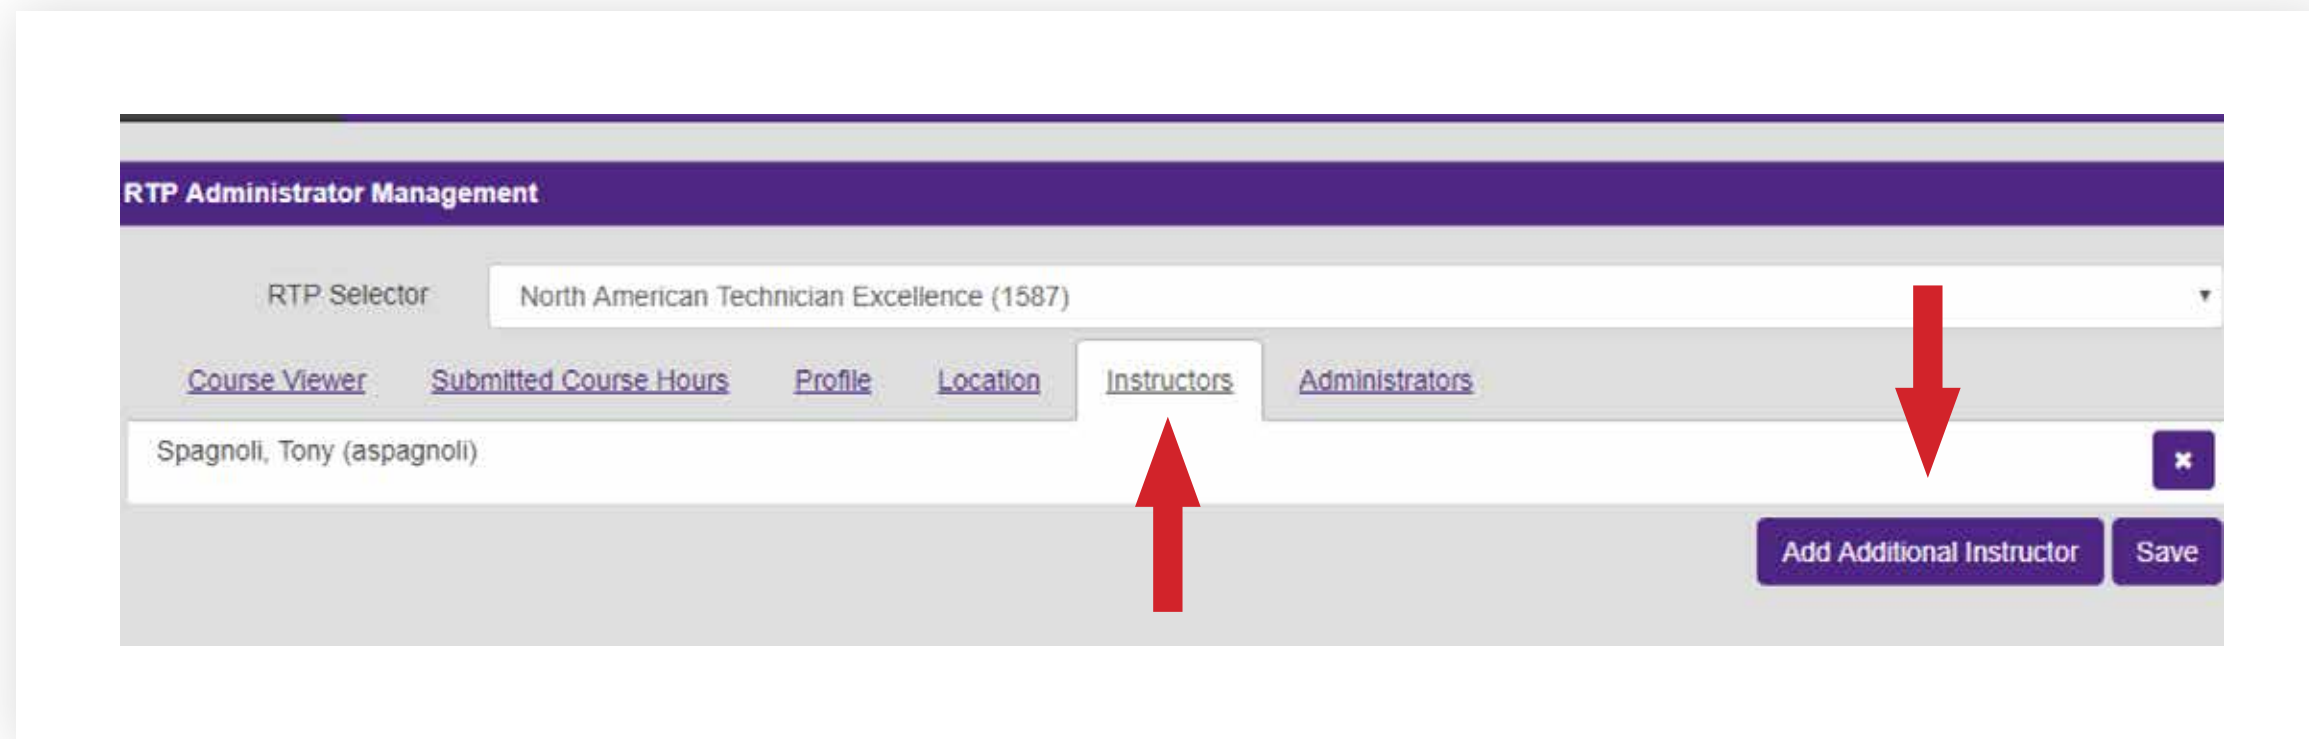 RTP Administrator Management
RTP Selector North American Technician Excellence (1587)
Course Viewer Submitted Course Hours Profile Location Instructors Administrators
Spagnoli, Tony (aspagnoli)
Add Additional Instructor Save